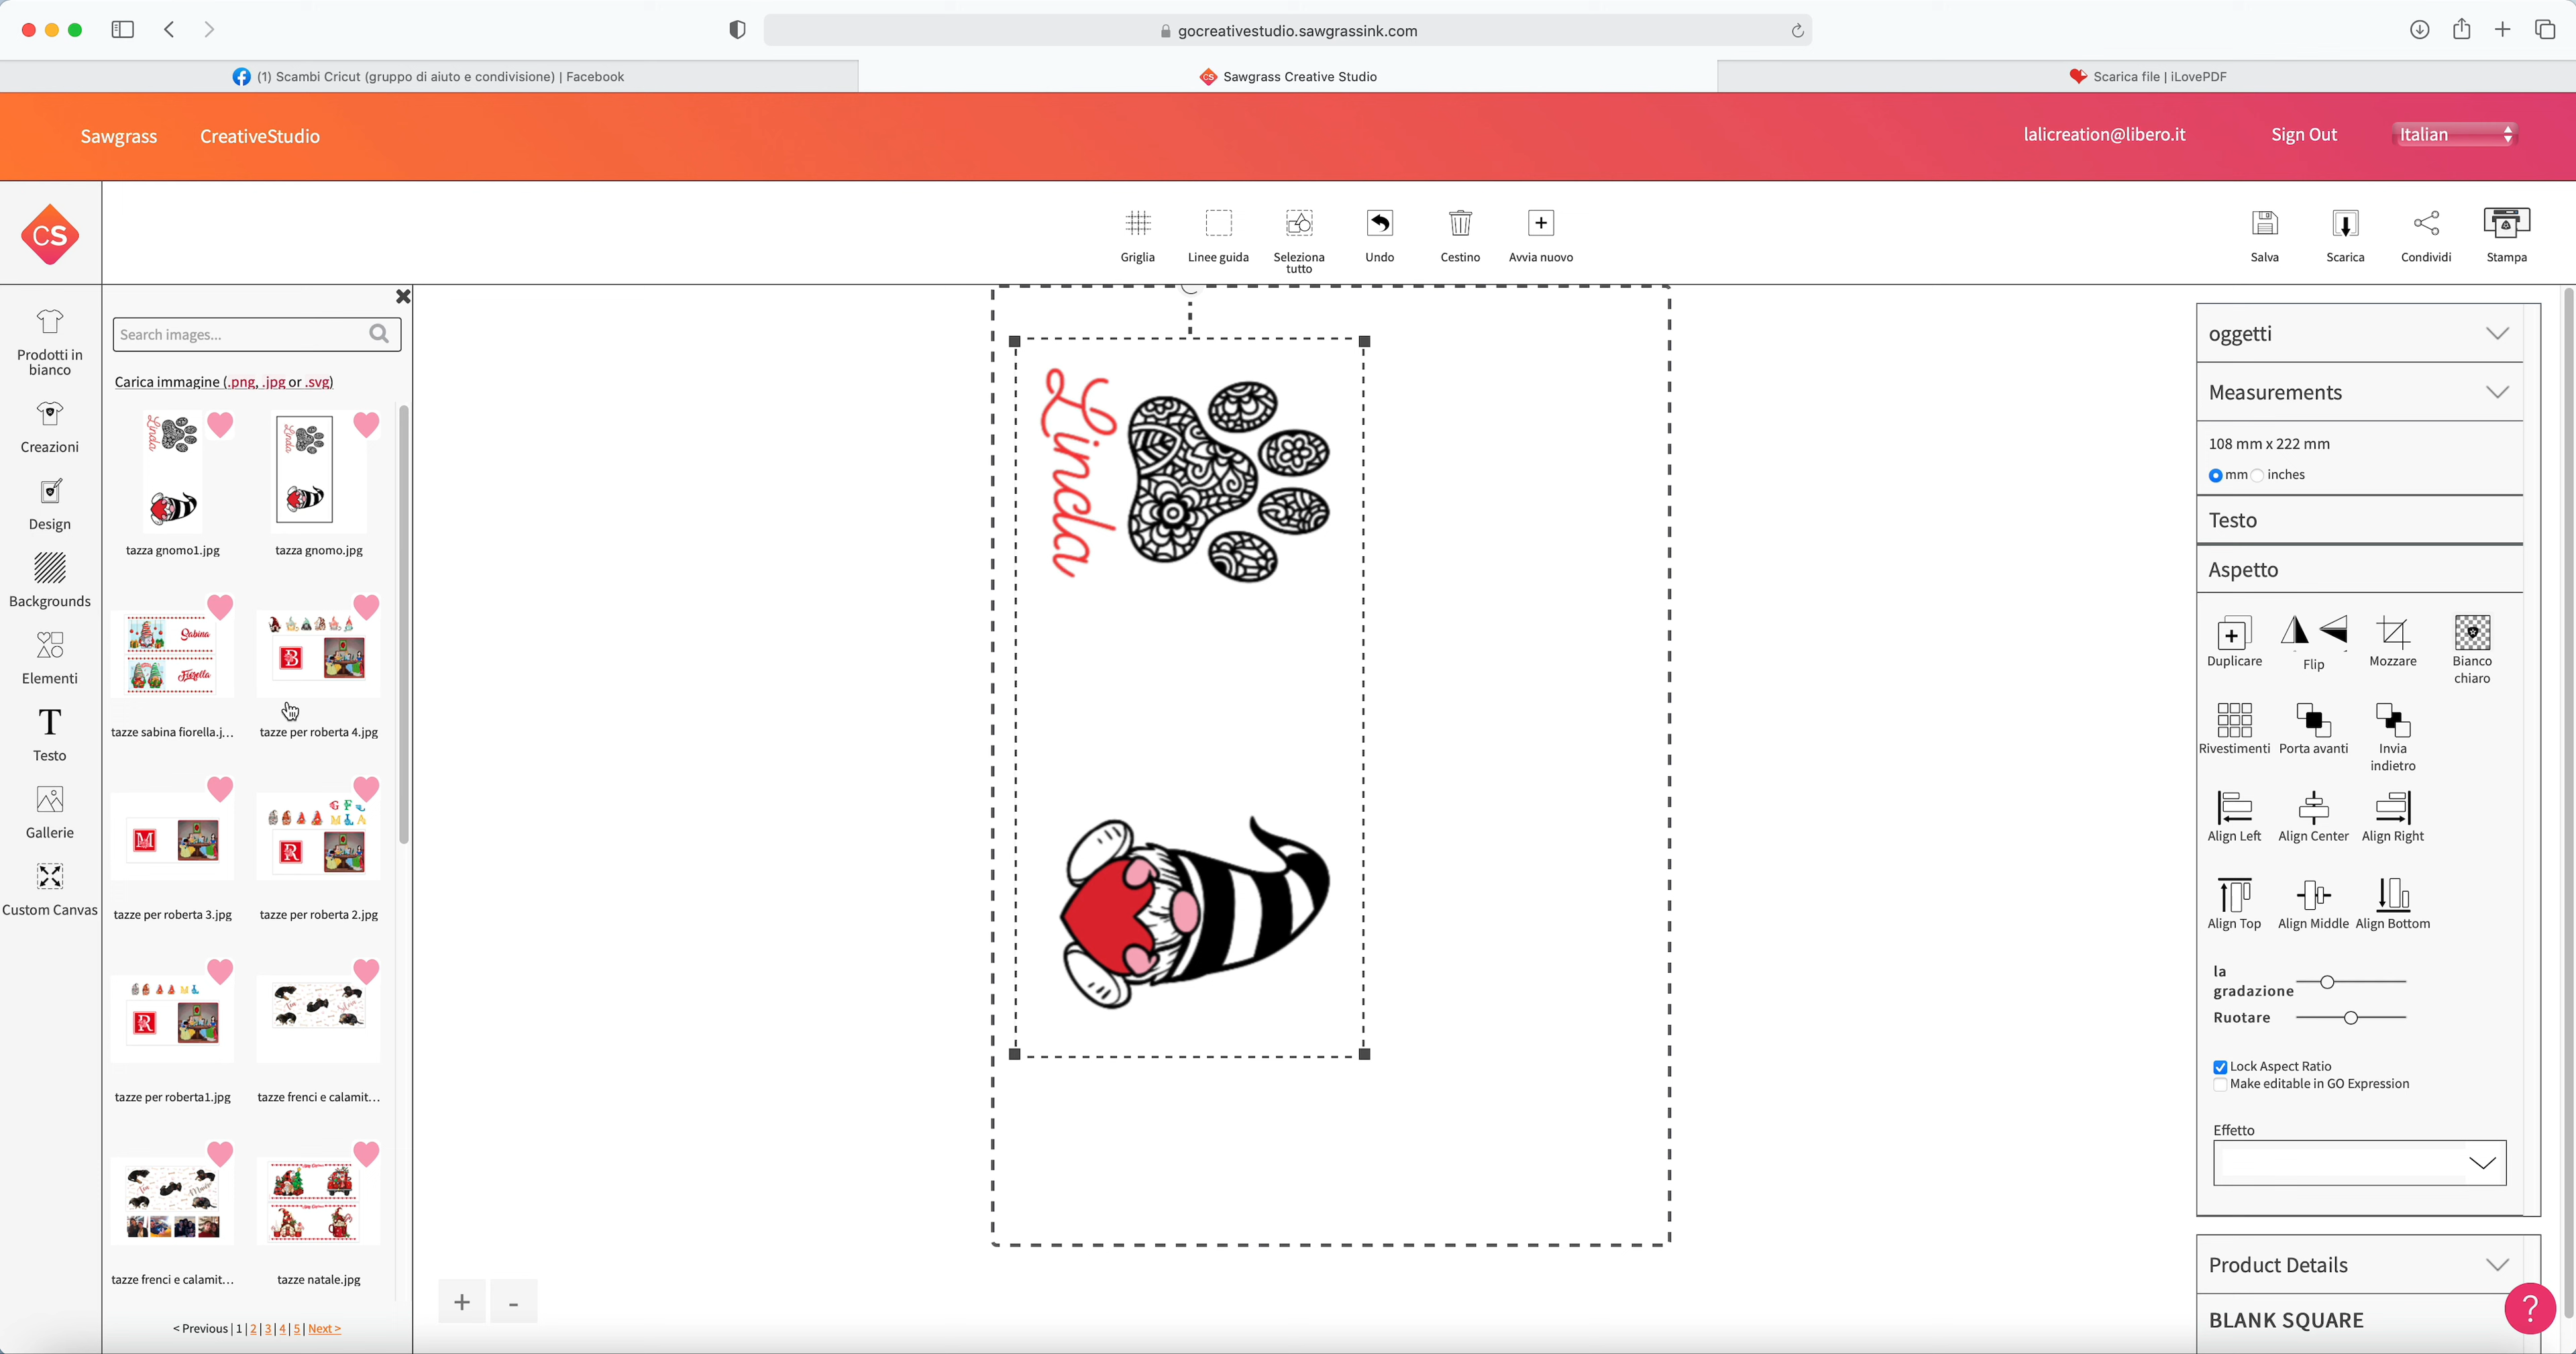 gocreativestudio.sawgrassink.com
(1) Scambi Cricut (gruppo di aiuto e condivisione) | Facebook
CS Sawgrass Creative Studio
Scarica file | iLovePDF
Sawgrass CreativeStudio
lalicreation@libero.it Sign Out Italian
CS
Griglia
Linee guida
Seleziona
tutto
Undo
Cestino
Avvia nuovo
Salva
Scarica
Condividi
Stampa
Prodotti in
bianco
Creazioni
Design
Backgrounds
Elementi
T
Testo
Gallerie
Custom Canvas
Search images...
Carica immagine (.png, .jpg or .svg)
Linda
Linda
tazza gnomo1.jpg
tazza gnomo.jpg
Sabina
Fiorella
B
tazze sabina fiorella.j...
tazze per roberta 4.jpg
M
G F
M L A
R
tazze per roberta 3.jpg
tazze per roberta 2.jpg
M L
R
tazze per roberta1.jpg
tazze frenci e calamit...
tazze frenci e calamit...
tazze natale.jpg
< Previous | 1 | 2 | 3 | 4 | 5 | Next >
Linda
+ -
oggetti
Measurements
108 mm x 222 mm
mm inches
Testo
Aspetto
Duplicare
Flip
Mozzare
Bianco
chiaro
Rivestimenti
Porta avanti
Invia
indietro
Align Left
Align Center
Align Right
Align Top
Align Middle
Align Bottom
la
gradazione
Ruotare
Lock Aspect Ratio
Make editable in GO Expression
Effetto
Product Details
BLANK SQUARE
?